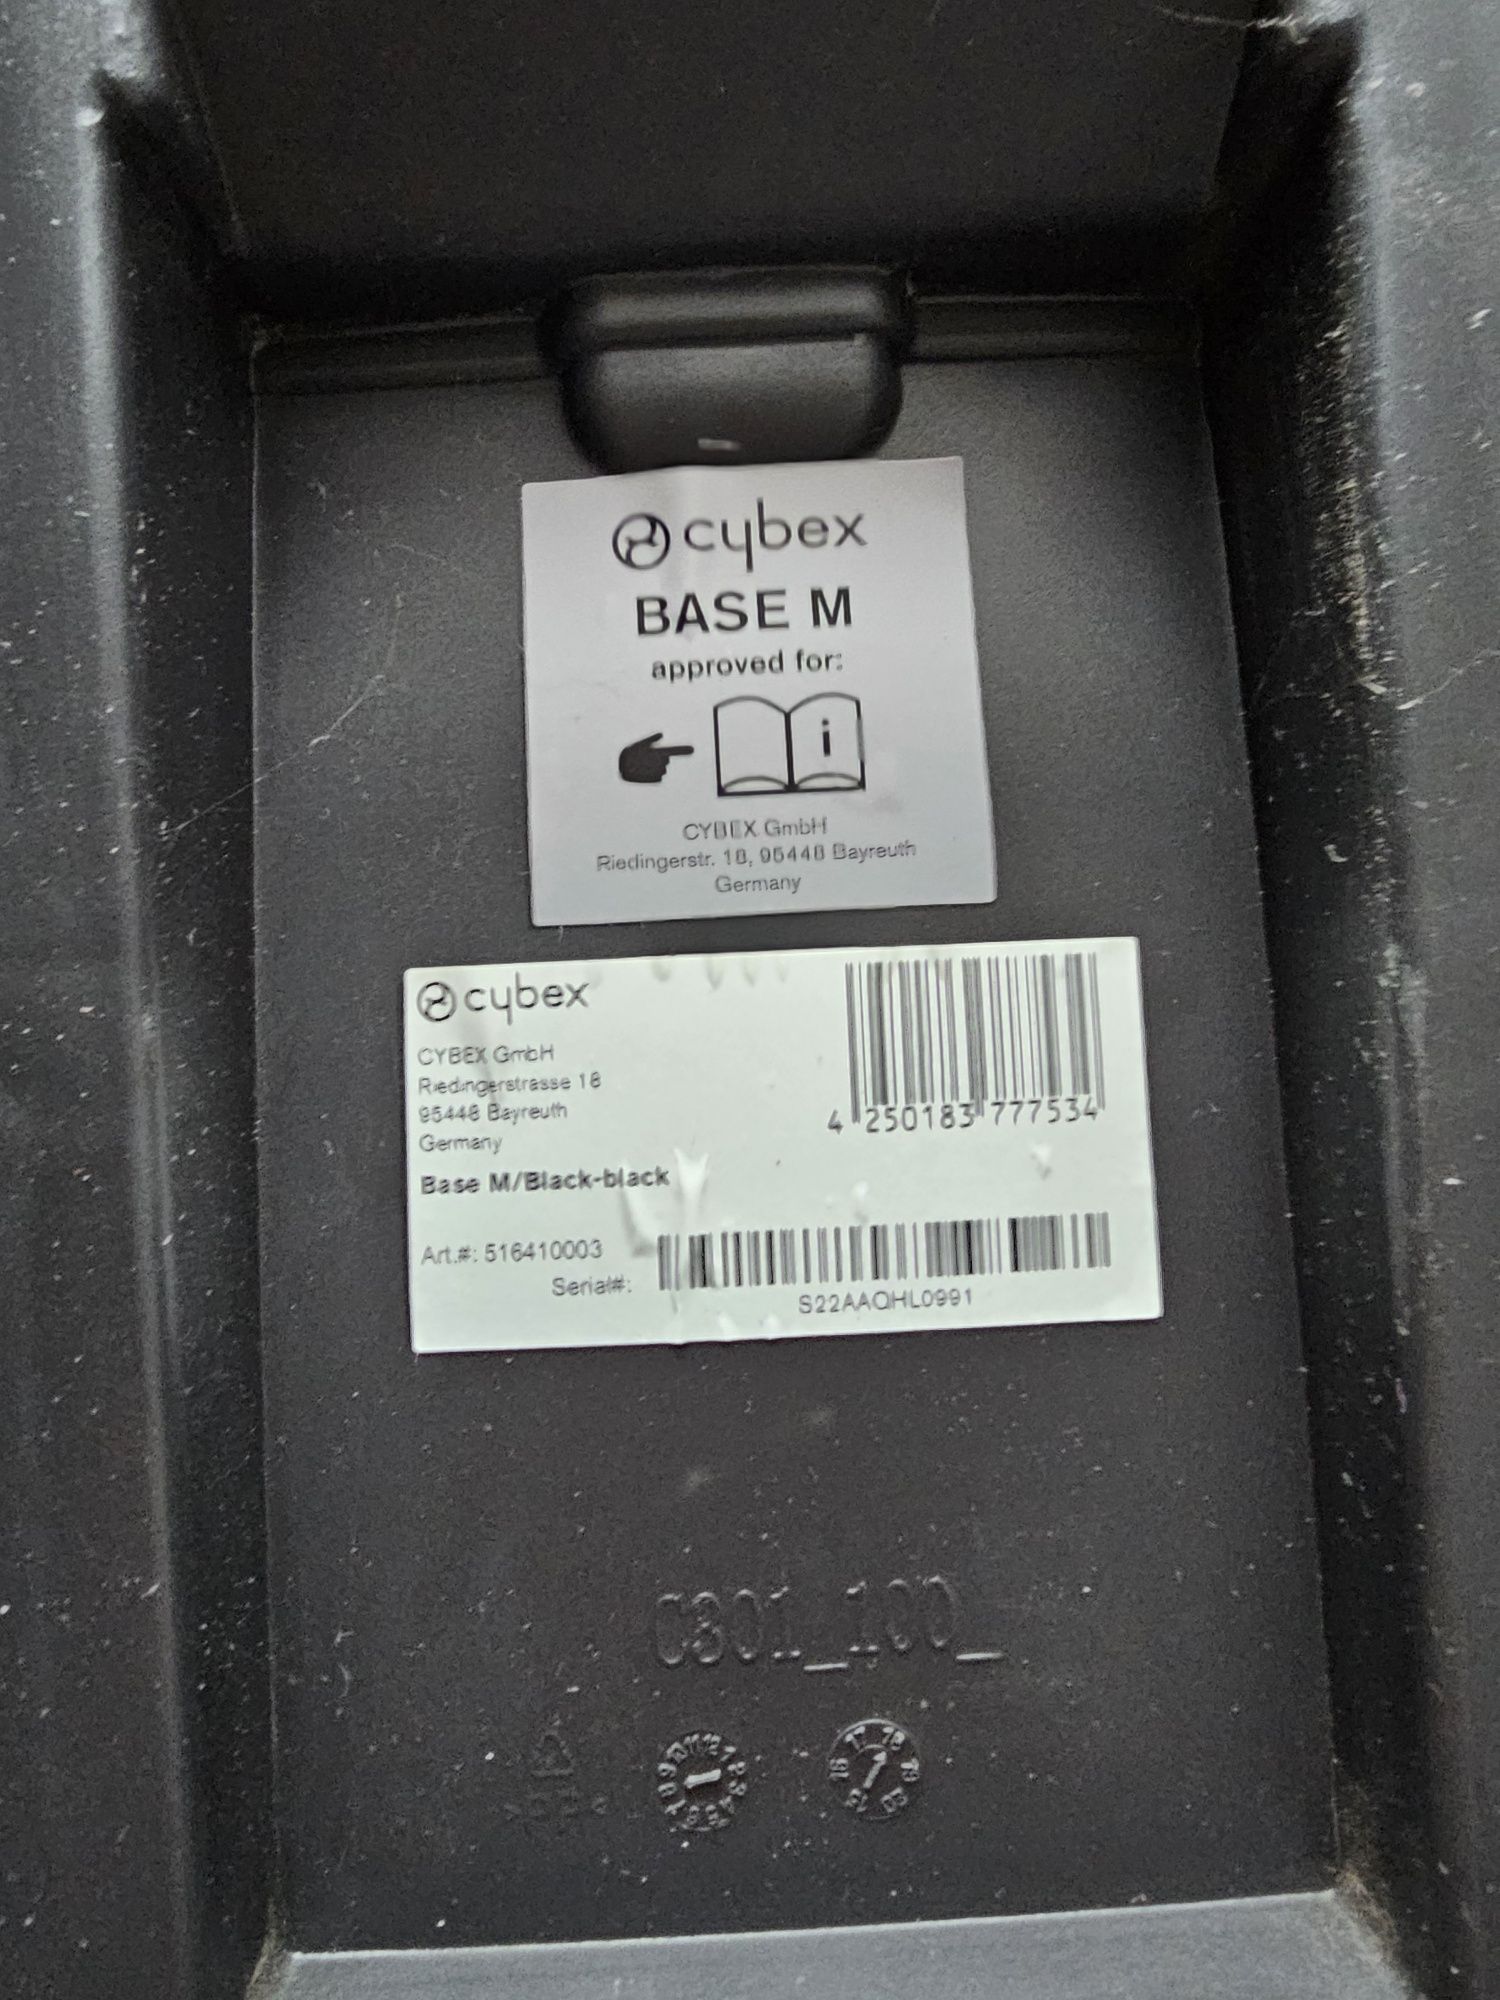 cybex
BASE M
approved for:
i
CYBEX GmbH
Riedingerstr. 18, 95448 Bayreuth
Germany
cybex
CYBEX GmbH
Riedingerstrasse 18
95448 Bayreuth
Germany
4 250183 777534
Base M/Black-black
Art.#: 516410003
Serial#:
S22AAQHL0991
C301_100_